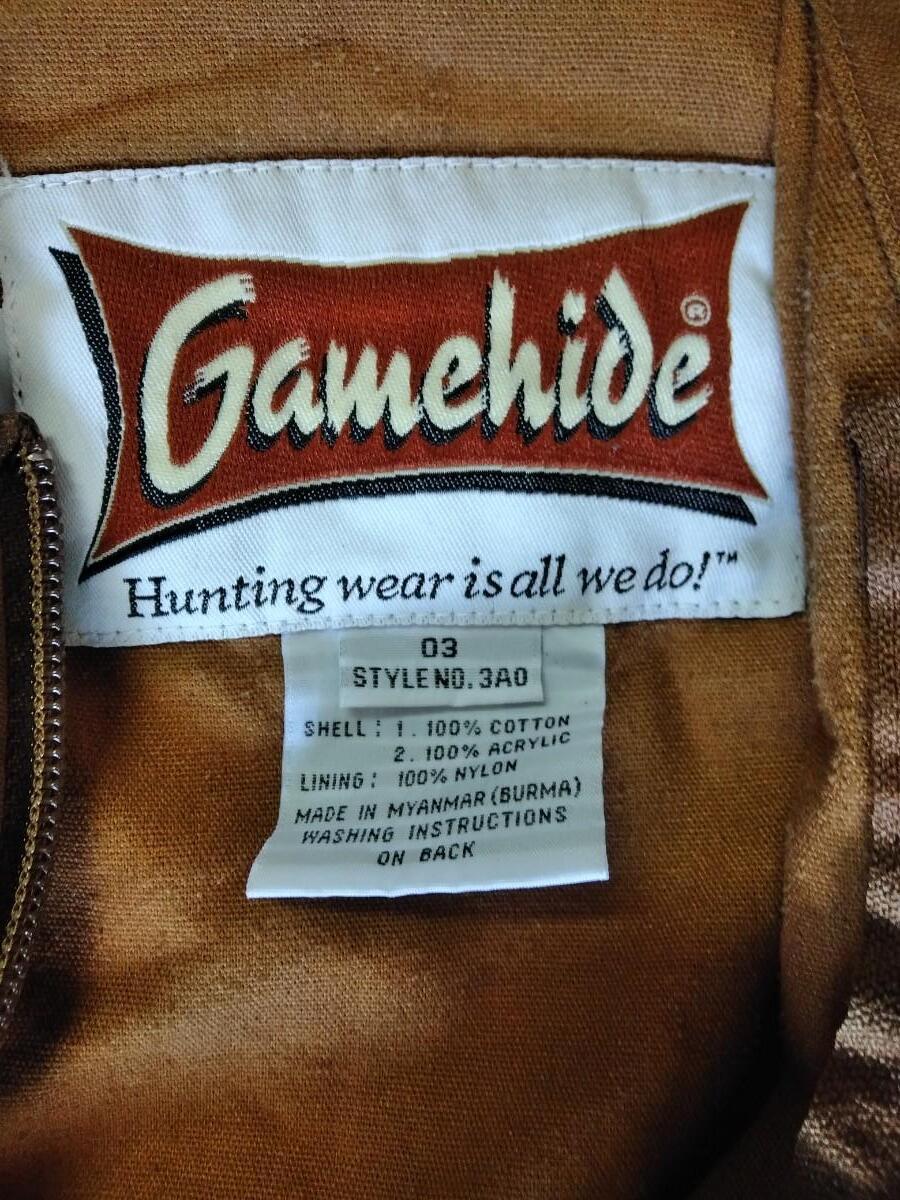 Gamehide®
Hunting wear is all we do!™
03
STYLE NO. 3A0
SHELL: 1. 100% COTTON
2. 100% ACRYLIC
LINING: 100% NYLON
MADE IN MYANMAR (BURMA)
WASHING INSTRUCTIONS
ON BACK